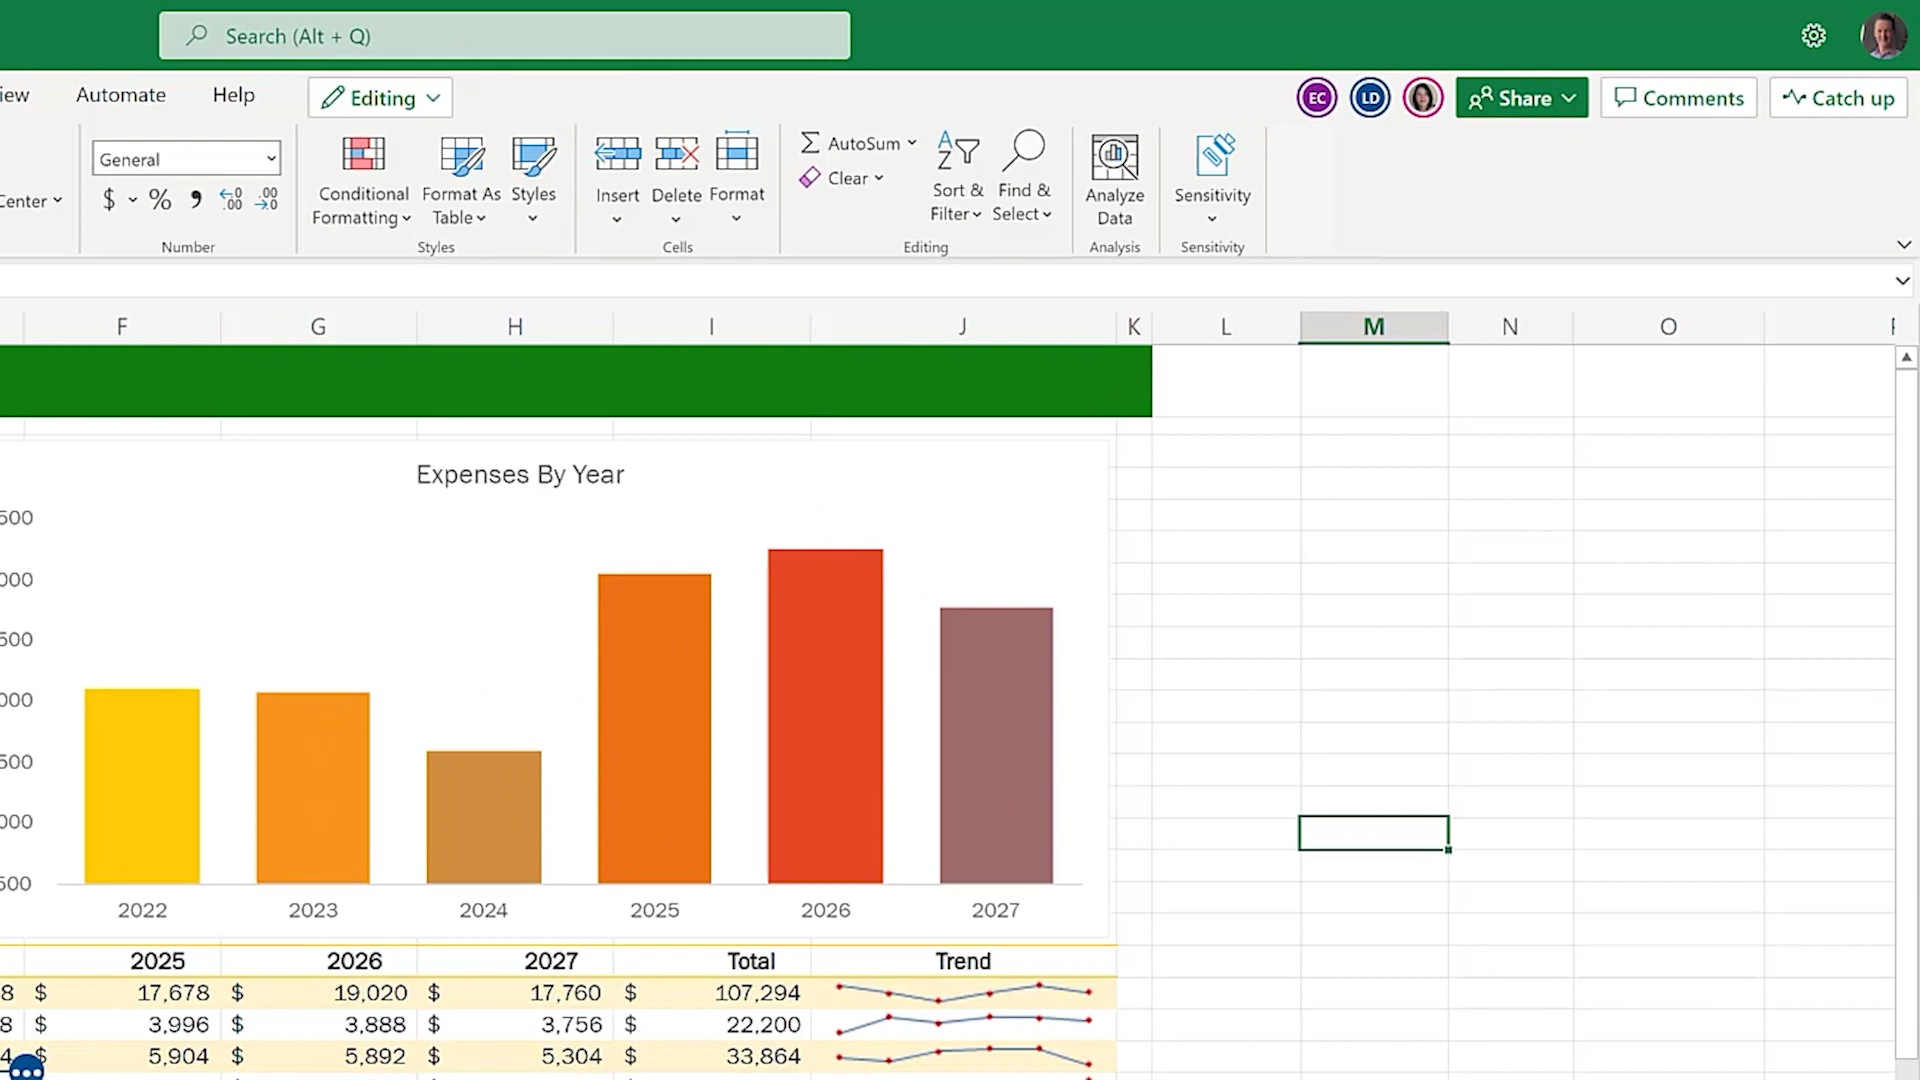 Search (Alt + Q)
iew Automate Help Editing EC LD Share Comments Catch up
General
Center
$ % 9 .00 .00
Conditional Formatting
Format As Table
Styles
Insert
Delete
Format
AutoSum
Clear
Sort & Filter
Find & Select
Analyze Data
Sensitivity
Number Styles Cells Editing Analysis Sensitivity
F G H I J K L M N O
Expenses By Year
500
000
500
000
500
000
500
2022 2023 2024 2025 2026 2027
2025 2026 2027 Total Trend
8 $ 17,678 $ 19,020 $ 17,760 $ 107,294
8 $ 3,996 $ 3,888 $ 3,756 $ 22,200
4 $ 5,904 $ 5,892 $ 5,304 $ 33,864